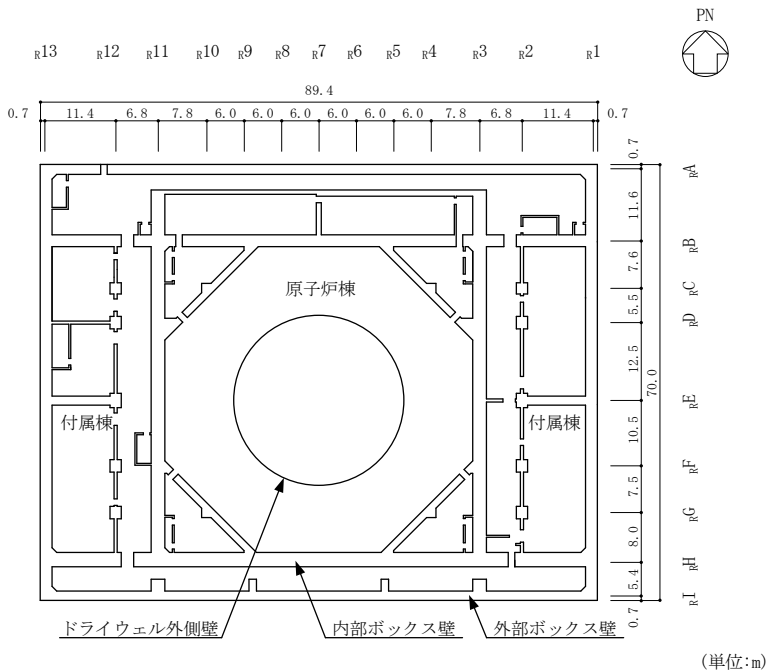 PN
R13 R12 R11 R10 R9 R8 R7 R6 R5 R4 R3 R2 R1
89.4
0.7 11.4 6.8 7.8 6.0 6.0 6.0 6.0 6.0 6.0 7.8 6.8 11.4 0.7
0.7
RA
11.6
RB
7.6
RC
5.5
RD
12.5
70.0
RE
10.5
RF
7.5
RG
8.0
RH
5.4
RI
0.7
原子炉棟
付属棟
付属棟
ドライウェル外側壁
内部ボックス壁
外部ボックス壁
(単位:m)